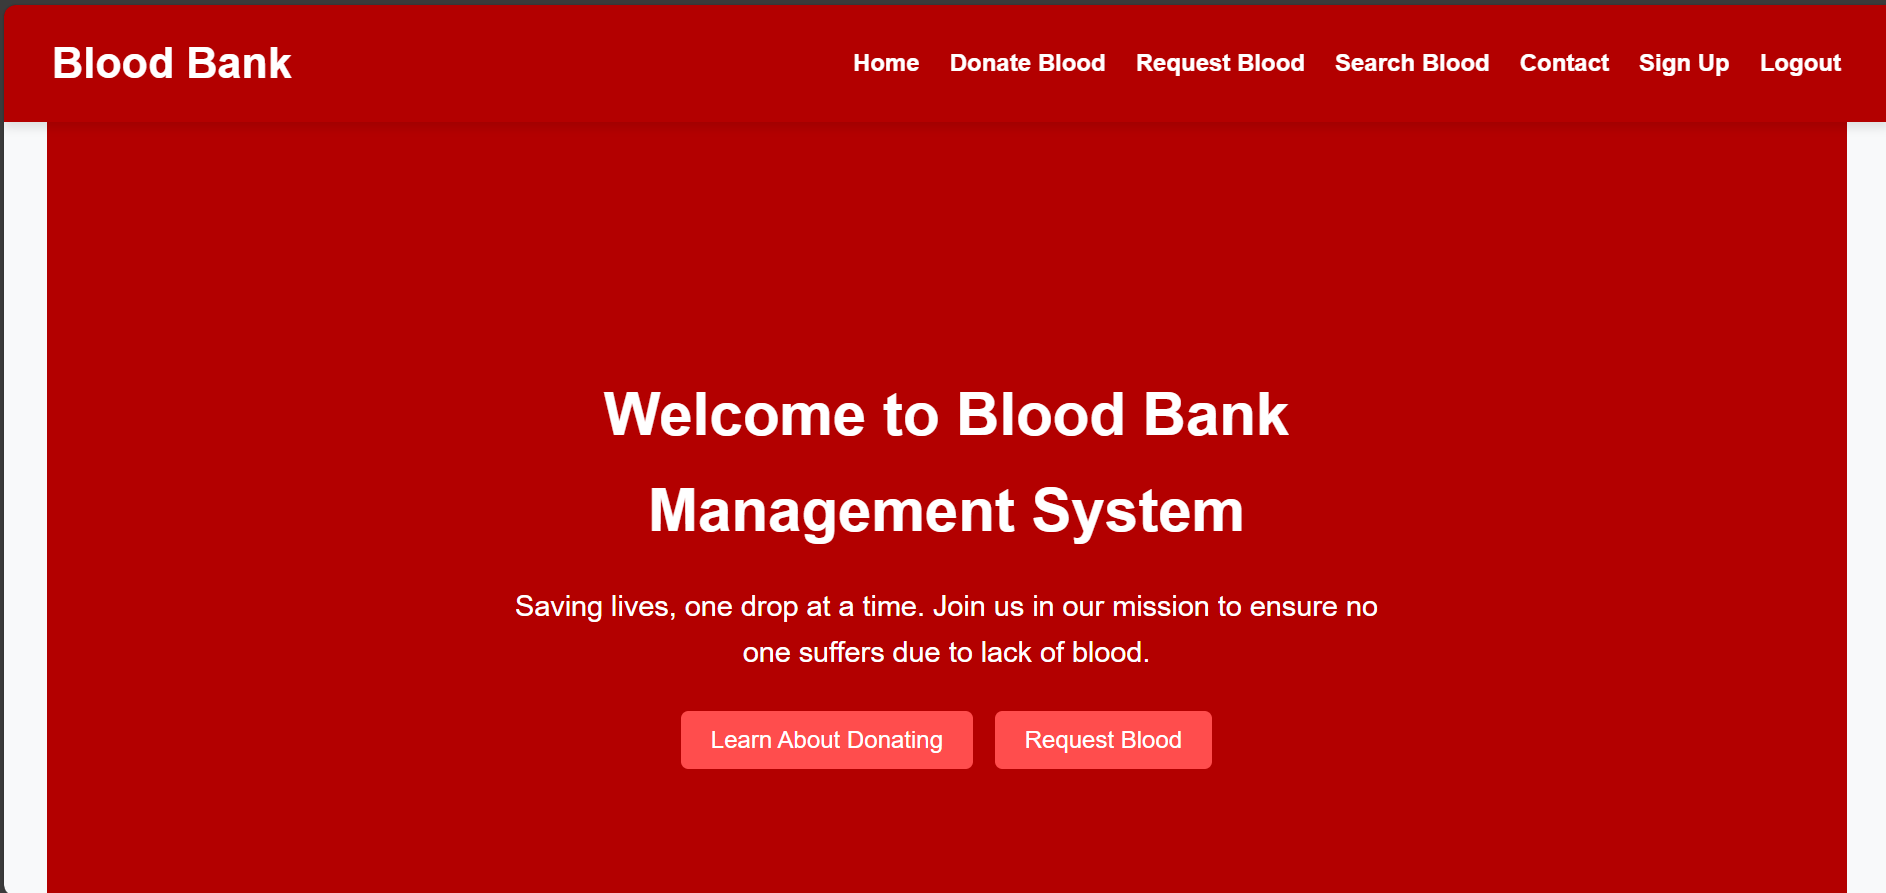 Blood Bank
Home Donate Blood Request Blood Search Blood Contact Sign Up Logout
Welcome to Blood Bank
Management System
Saving lives, one drop at a time. Join us in our mission to ensure no
one suffers due to lack of blood.
Learn About Donating Request Blood